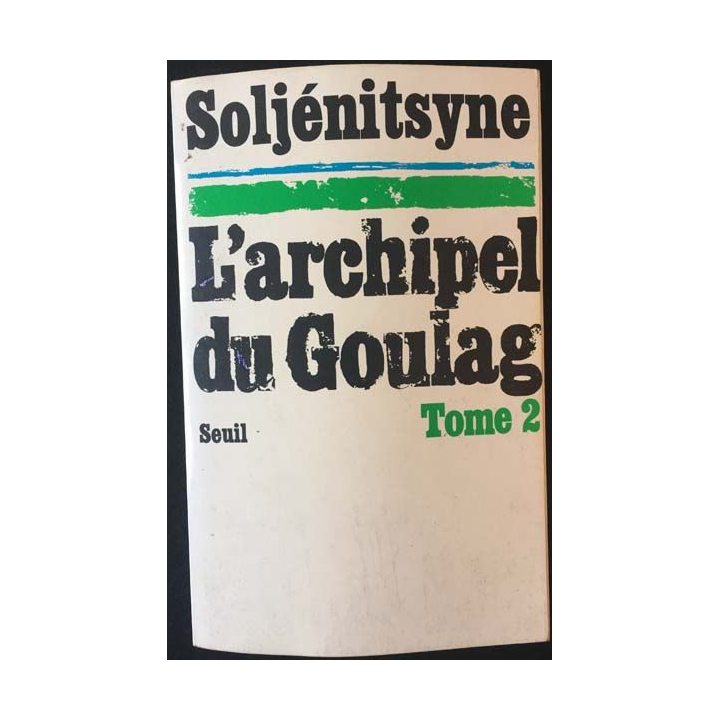 Soljénitsyne
L'archipel
du Goulag
Seuil
Tome 2